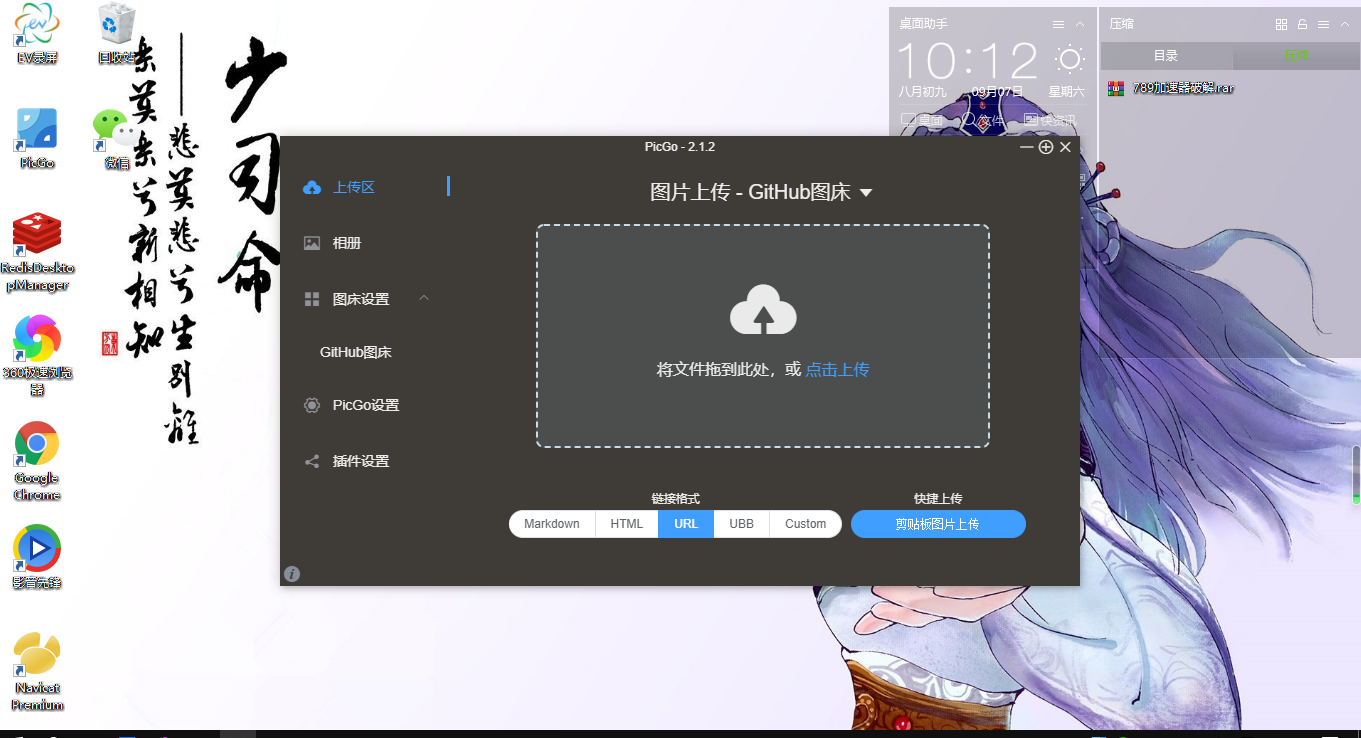 EV录屏
回收站
PicGo
微信
RedisDeskto
pManager
360极速浏览
器
Google
Chrome
影音先锋
Navicat
Premium
少司命
悲莫悲兮生别离
乐莫乐兮新相知
桌面助手
10:12
八月初九
09月07日
星期六
桌面
文件
快资讯
压缩
目录
789加速器破解.rar
PicGo - 2.1.2
上传区
相册
图床设置
GitHub图床
PicGo设置
插件设置
图片上传 - GitHub图床
将文件拖到此处，或 点击上传
链接格式
快捷上传
Markdown
HTML
URL
UBB
Custom
剪贴板图片上传